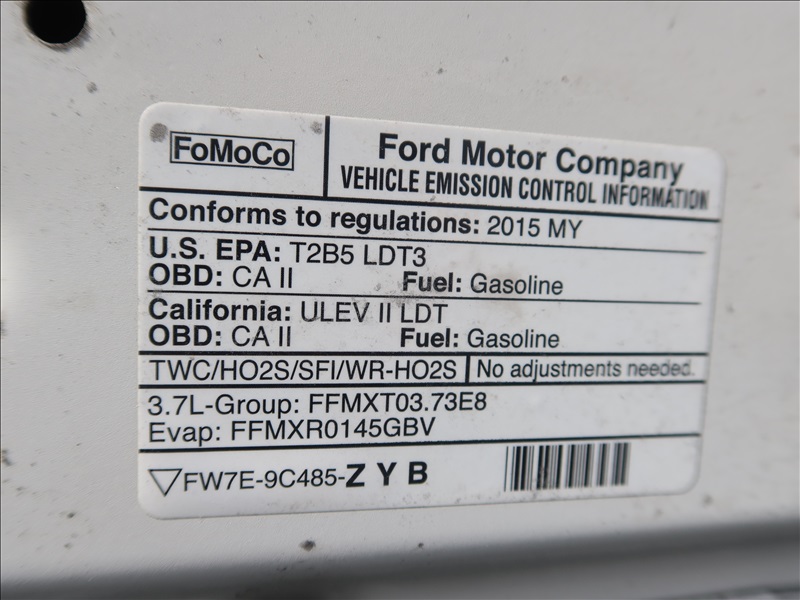 FoMoCo
Ford Motor Company
VEHICLE EMISSION CONTROL INFORMATION
Conforms to regulations: 2015 MY
U.S. EPA: T2B5 LDT3
OBD: CA II Fuel: Gasoline
California: ULEV II LDT
OBD: CA II Fuel: Gasoline
TWC/HO2S/SFI/WR-HO2S No adjustments needed.
3.7L-Group: FFMXT03.73E8
Evap: FFMXR0145GBV
FW7E-9C485-ZYB